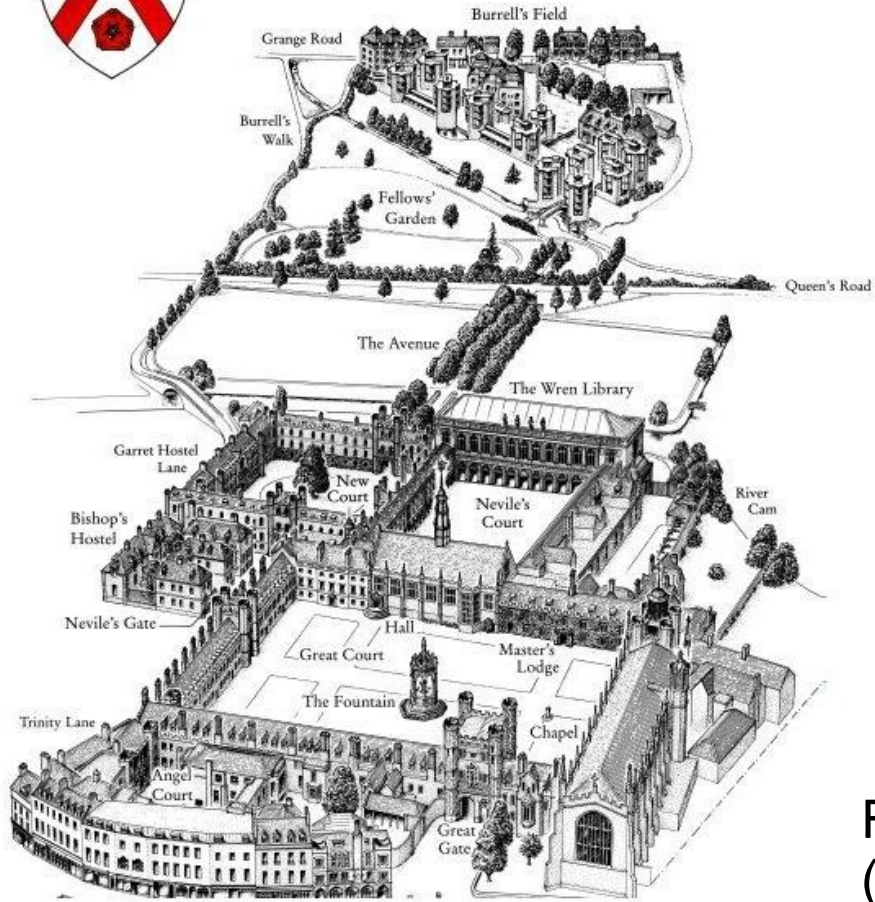 Burrell's Field
Grange Road
Burrell's
Walk
Fellows'
Garden
Queen's Road
The Avenue
The Wren Library
Garret Hostel
Lane
New
Court
Nevile's
Court
River
Cam
Bishop's
Hostel
Nevile's Gate
Hall
Great Court
Master's
Lodge
The Fountain
Trinity Lane
Chapel
Angel
Court
Great
Gate